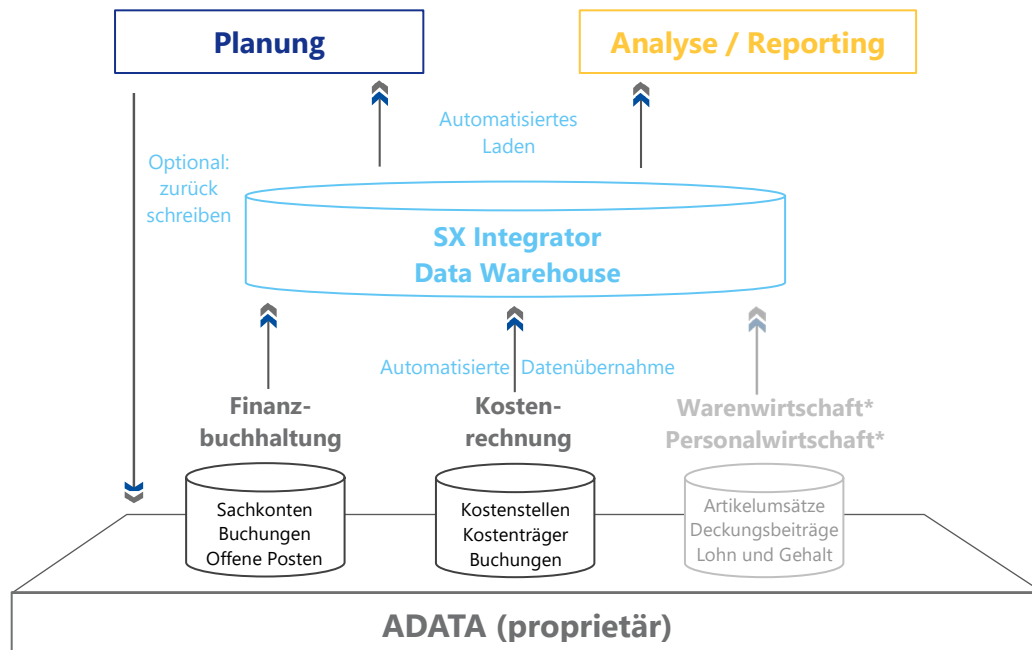 Planung
Analyse / Reporting
Automatisiertes
Laden
Optional:
zurück
schreiben
SX Integrator
Data Warehouse
Automatisierte Datenübernahme
Finanz-
buchhaltung
Kosten-
rechnung
Warenwirtschaft*
Personalwirtschaft*
Sachkonten
Buchungen
Offene Posten
Kostenstellen
Kostenträger
Buchungen
Artikelumsätze
Deckungsbeiträge
Lohn und Gehalt
ADATA (proprietär)